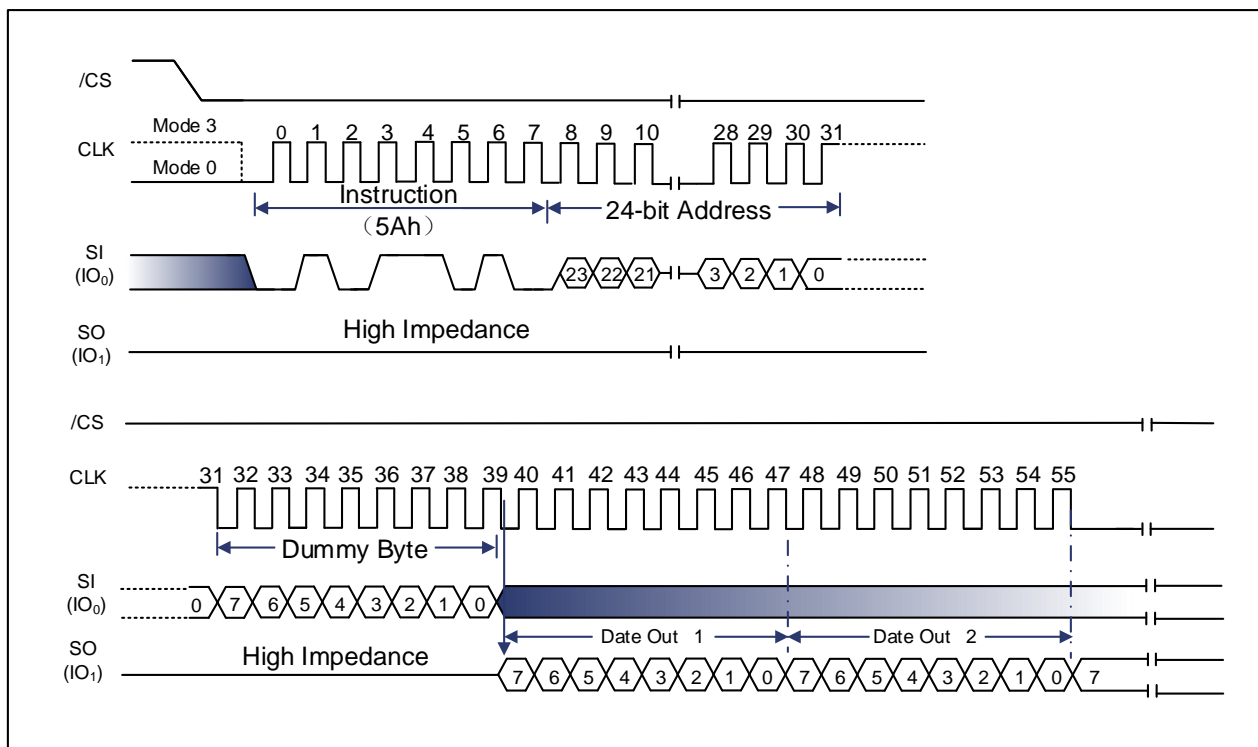 /CS
Mode 3
CLK
Mode 0
0 1 2 3 4 5 6 7 8 9 10 28 29 30 31
Instruction
（5Ah）
24-bit Address
SI
(IO₀)
23 22 21 3 2 1 0
High Impedance
SO
(IO₁)
/CS
CLK
31 32 33 34 35 36 37 38 39 40 41 42 43 44 45 46 47 48 49 50 51 52 53 54 55
Dummy Byte
SI
(IO₀)
0 7 6 5 4 3 2 1 0
Date Out 1 Date Out 2
SO
(IO₁)
High Impedance
7 6 5 4 3 2 1 0 7 6 5 4 3 2 1 0 7